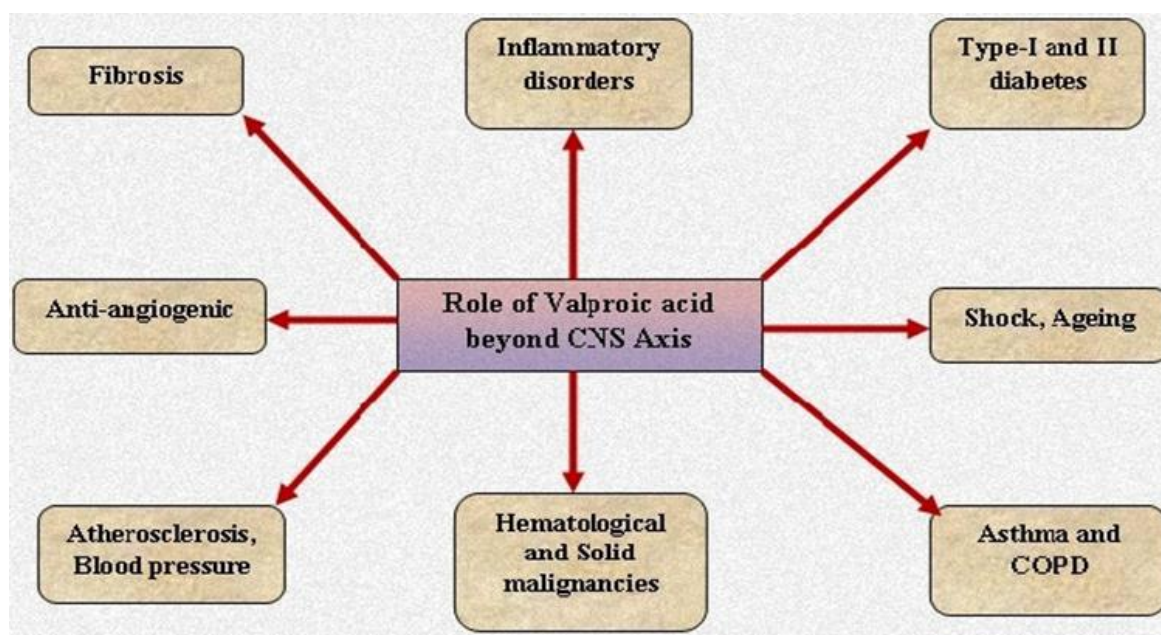 Fibrosis
Inflammatory
disorders
Type-I and II
diabetes
Anti-angiogenic
Role of Valproic acid
beyond CNS Axis
Shock, Ageing
Atherosclerosis,
Blood pressure
Hematological
and Solid
malignancies
Asthma and
COPD